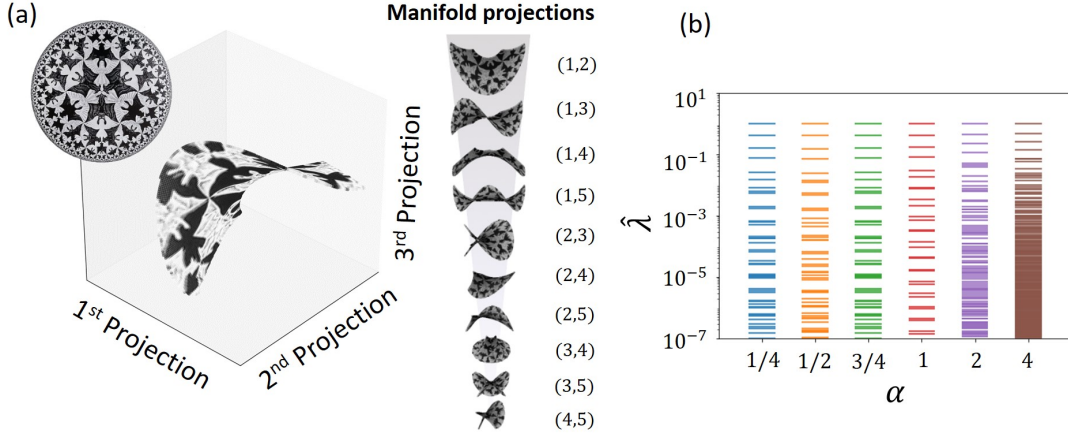 (a)
Manifold projections
1st Projection
2nd Projection
3rd Projection
(1,2)
(1,3)
(1,4)
(1,5)
(2,3)
(2,4)
(2,5)
(3,4)
(3,5)
(4,5)
(b)
λ̂
10¹
10⁻¹
10⁻³
10⁻⁵
10⁻⁷
1/4 1/2 3/4 1 2 4
α